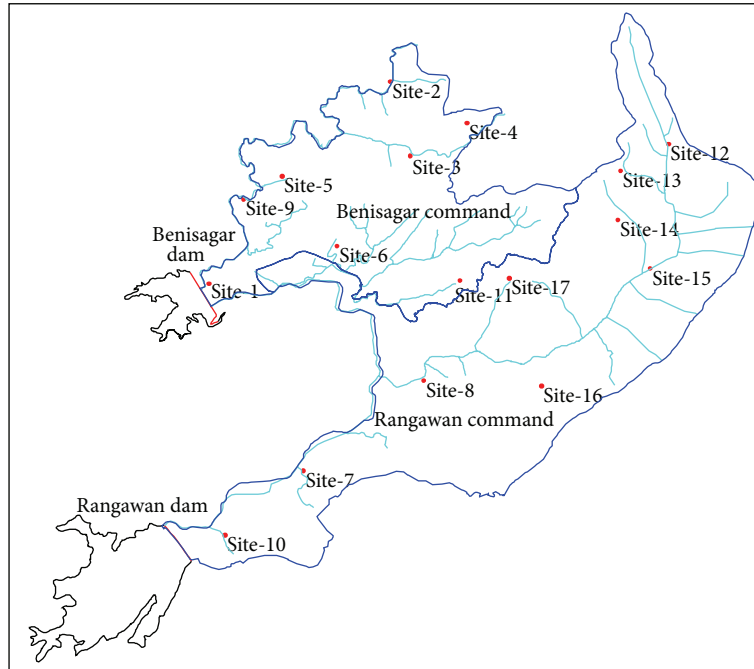 Site-2
Site-4
Site-3
Site-12
Site-5
Site-13
Site-9
Benisagar command
Site-14
Benisagar
dam
Site-6
Site-15
Site-1
Site-11
Site-17
Site-8
Site-16
Rangawan command
Site-7
Rangawan dam
Site-10